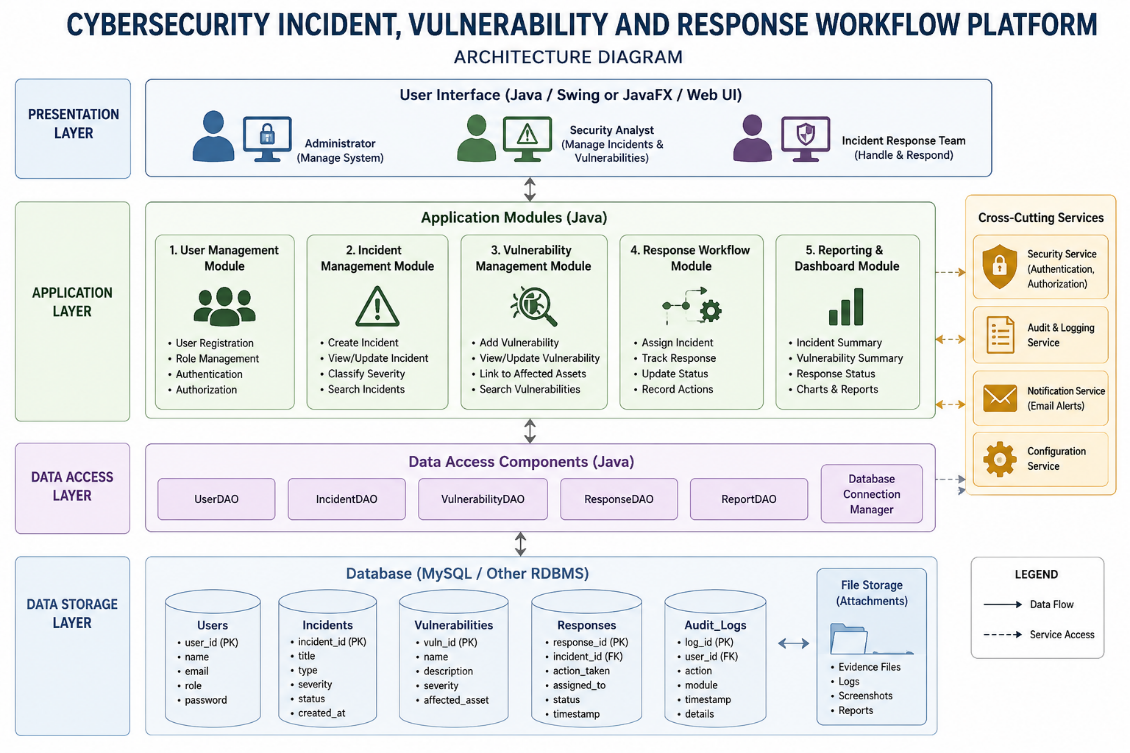 CYBERSECURITY INCIDENT, VULNERABILITY AND RESPONSE WORKFLOW PLATFORM
ARCHITECTURE DIAGRAM
PRESENTATION
LAYER
User Interface (Java / Swing or JavaFX / Web UI)
Administrator
(Manage System)
Security Analyst
(Manage Incidents &
Vulnerabilities)
Incident Response Team
(Handle & Respond)
APPLICATION
LAYER
Application Modules (Java)
1. User Management
Module
• User Registration
• Role Management
• Authentication
• Authorization
2. Incident
Management Module
• Create Incident
• View/Update Incident
• Classify Severity
• Search Incidents
3. Vulnerability
Management Module
• Add Vulnerability
• View/Update Vulnerability
• Link to Affected Assets
• Search Vulnerabilities
4. Response Workflow
Module
• Assign Incident
• Track Response
• Update Status
• Record Actions
5. Reporting &
Dashboard Module
• Incident Summary
• Vulnerability Summary
• Response Status
• Charts & Reports
Cross-Cutting Services
Security Service
(Authentication,
Authorization)
Audit & Logging
Service
Notification Service
(Email Alerts)
Configuration
Service
DATA ACCESS
LAYER
Data Access Components (Java)
UserDAO
IncidentDAO
VulnerabilityDAO
ResponseDAO
ReportDAO
Database
Connection
Manager
DATA STORAGE
LAYER
Database (MySQL / Other RDBMS)
Users
• user_id (PK)
• name
• email
• role
• password
Incidents
• incident_id (PK)
• title
• type
• severity
• status
• created_at
Vulnerabilities
• vuln_id (PK)
• name
• description
• severity
• affected_asset
Responses
• response_id (PK)
• incident_id (FK)
• action_taken
• assigned_to
• status
• timestamp
Audit_Logs
• log_id (PK)
• user_id (FK)
• action
• module
• timestamp
• details
File Storage
(Attachments)
• Evidence Files
• Logs
• Screenshots
• Reports
LEGEND
Data Flow
Service Access